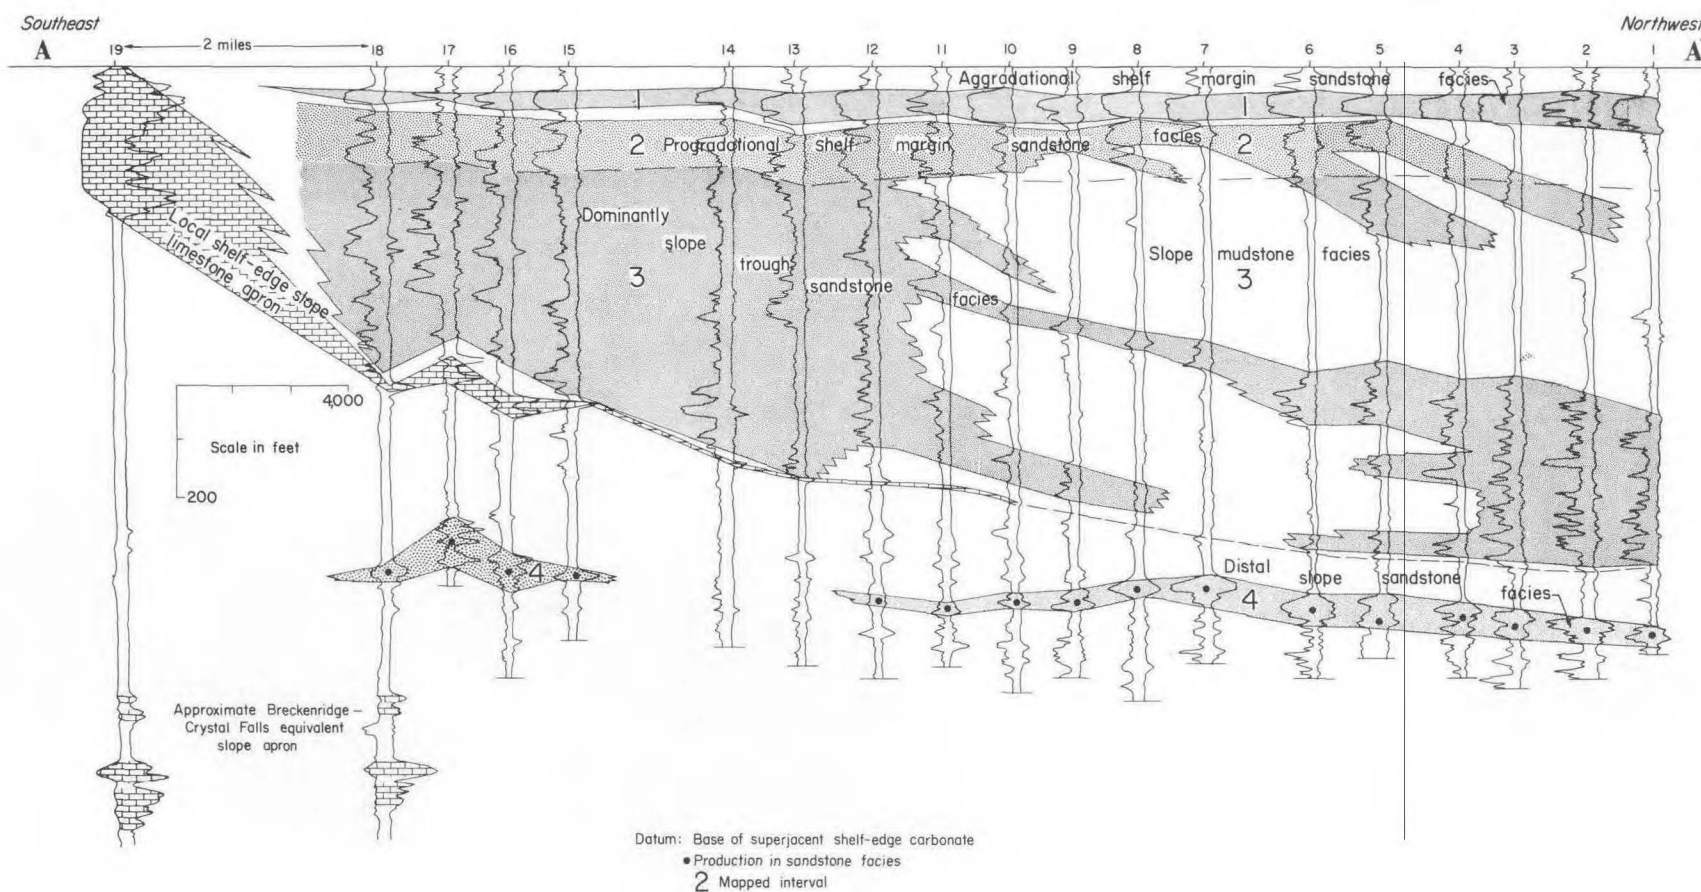 Southeast
Northwest
A
19
2 miles
18
17
16
15
14
13
12
11
10
9
8
7
6
5
4
3
2
1
A'
Aggradational shelf margin sandstone facies
1
1
2 Progradational shelf margin sandstone facies 2
Local shelf-edge slope
limestone apron
Dominantly
slope
trough
sandstone
facies
3
Slope mudstone facies
3
4,000
Scale in feet
200
4
Distal slope sandstone
facies
4
Approximate Breckenridge –
Crystal Falls equivalent
slope apron
Datum: Base of superjacent shelf-edge carbonate
• Production in sandstone facies
2 Mapped interval